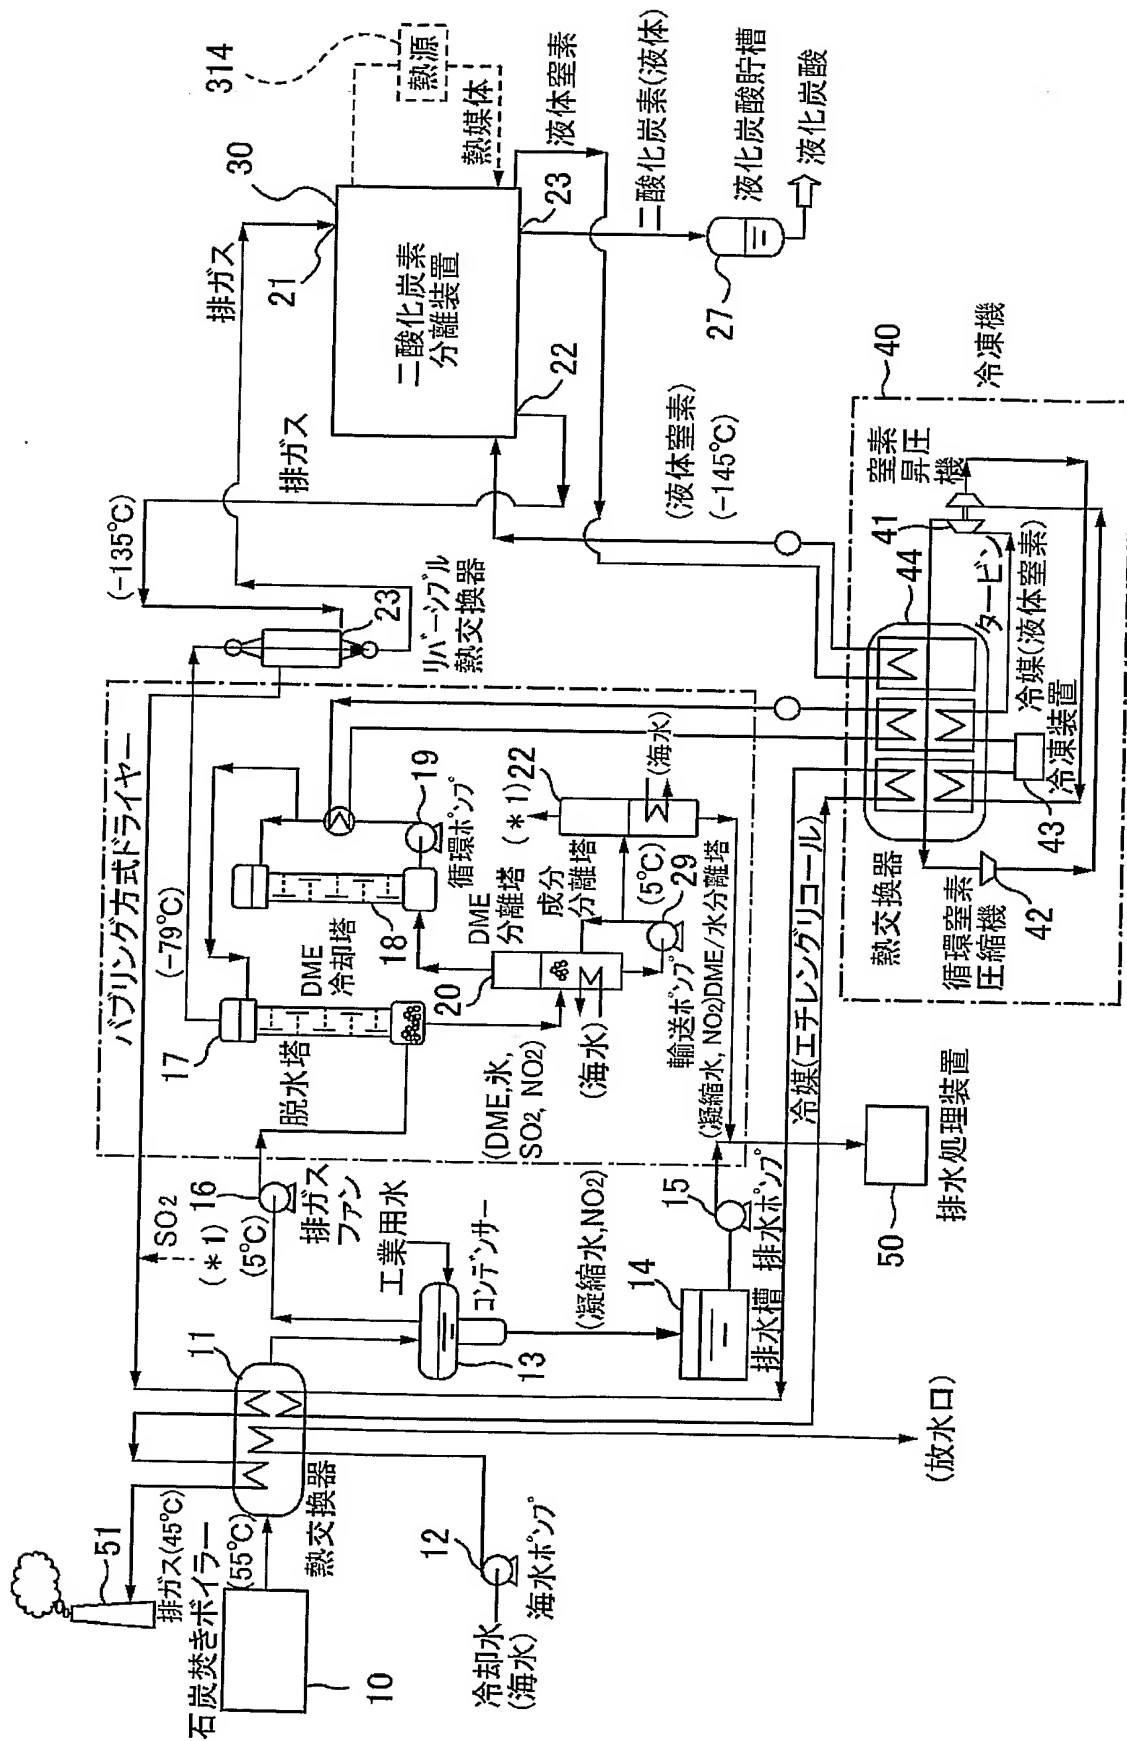 石炭焚きボイラー
10
(55°C)
51
排ガス(45°C)
熱交換器
11
冷却水
(海水)
12
海水ポンプ
(放水口)
SO2
(*1)
(5°C)
16
排ガス
ファン
工業用水
コンデンサー
13
(凝縮水,NO2)
14
排水槽
15
排水ポンプ
50
排水処理装置
バブリング方式ドライヤー
17
脱水塔
(-79°C)
DME
冷却塔
18
19
循環ポンプ
(DME,氷,
SO2, NO2)
20
DME
分離塔
(海水)
成分
分離塔
(*1)
22
(海水)
(5°C)
29
輸送ポンプ
(凝縮水, NO2)DME/水分離塔
冷媒(エチレングリコール)
(-135°C)
23
リバーシブル
熱交換器
排ガス
排ガス
21
30
二酸化炭素
分離装置
22
23
314
熱源
熱媒体
液体窒素
二酸化炭素(液体)
27
液化炭酸貯槽
液化炭酸
(液体窒素)
(-145°C)
40
冷凍機
熱交換器
44
41
窒素
昇圧
機
タービン
冷媒(液体窒素)
冷凍装置
43
循環窒素
圧縮機
42